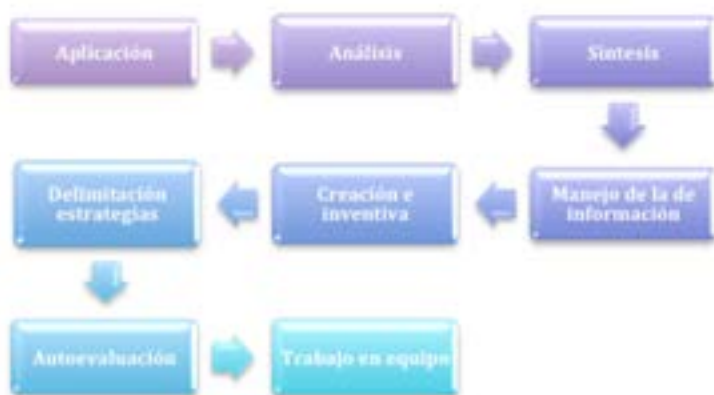 Aplicación
Análisis
Síntesis
Manejo de la de
información
Creación e
inventiva
Delimitación
estrategias
Autoevaluación
Trabajo en equipo